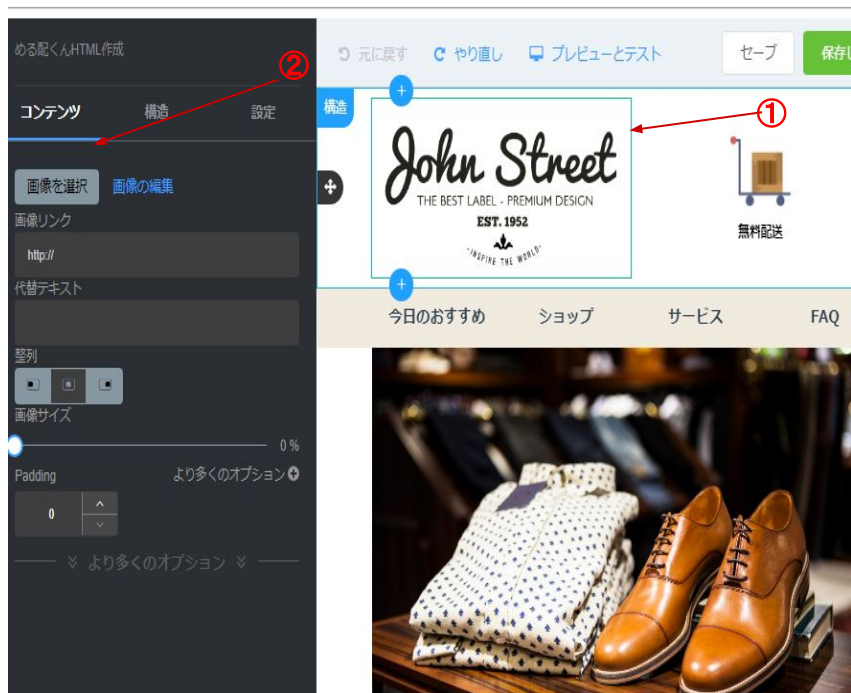 める配くんHTML作成
元に戻す やり直し プレビューとテスト セーブ 保存し
②
コンテンツ 構造 設定
構造
①
画像を選択 画像の編集
画像リンク
http://
代替テキスト
整列
画像サイズ
0 %
Padding より多くのオプション
0
より多くのオプション
John Street
THE BEST LABEL - PREMIUM DESIGN
EST. 1952
-INSPIRE THE WORLD-
無料配送
今日のおすすめ ショップ サービス FAQ